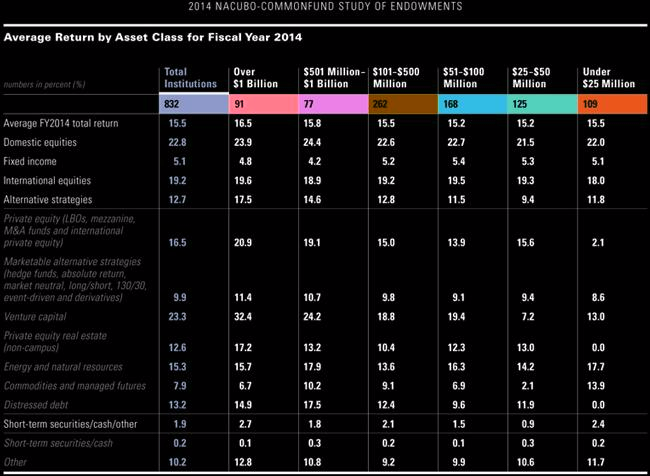 2014 NACUBO-COMMONFUND STUDY OF ENDOWMENTS
Average Return by Asset Class for Fiscal Year 2014
numbers in percent (%) Total Institutions Over $1 Billion $501 Million–$1 Billion $101-$500 Million $51-$100 Million $25-$50 Million Under $25 Million
832 91 77 262 168 125 109
Average FY2014 total return 15.5 16.5 15.8 15.5 15.2 15.2 15.5
Domestic equities 22.8 23.9 24.4 22.6 22.7 21.5 22.0
Fixed income 5.1 4.8 4.2 5.2 5.4 5.3 5.1
International equities 19.2 19.6 18.9 19.2 19.5 19.3 18.0
Alternative strategies 12.7 17.5 14.6 12.8 11.5 9.4 11.8
Private equity (LBOs, mezzanine,
M&A funds and international
private equity) 16.5 20.9 19.1 15.0 13.9 15.6 2.1
Marketable alternative strategies
(hedge funds, absolute return,
market neutral, long/short, 130/30,
event-driven and derivatives) 9.9 11.4 10.7 9.8 9.1 9.4 8.6
Venture capital 23.3 32.4 24.2 18.8 19.4 7.2 13.0
Private equity real estate
(non-campus) 12.6 17.2 13.2 10.4 12.3 13.0 0.0
Energy and natural resources 15.3 15.7 17.9 13.6 16.3 14.2 17.7
Commodities and managed futures 7.9 6.7 10.2 9.1 6.9 2.1 13.9
Distressed debt 13.2 14.9 17.5 12.4 9.6 11.9 0.0
Short-term securities/cash/other 1.9 2.7 1.8 2.1 1.5 0.9 2.4
Short-term securities/cash 0.2 0.1 0.3 0.2 0.1 0.3 0.2
Other 10.2 12.8 10.8 9.2 9.9 10.6 11.7